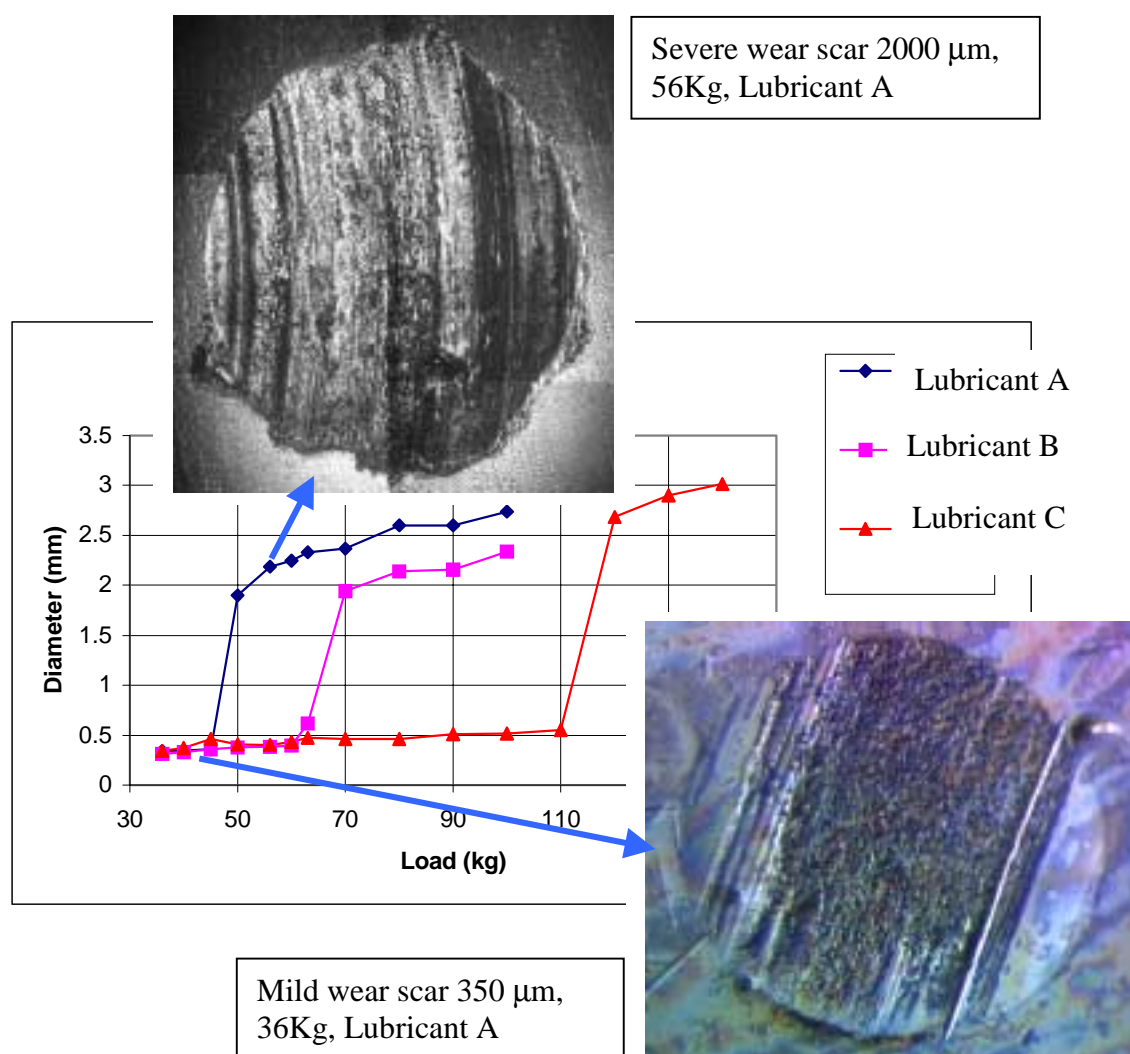 Severe wear scar 2000 μm,
56Kg, Lubricant A
Lubricant A
Lubricant B
Lubricant C
3.5
3
2.5
2
1.5
1
0.5
0
Diameter (mm)
30
50
70
90
110
Load (kg)
Mild wear scar 350 μm,
36Kg, Lubricant A